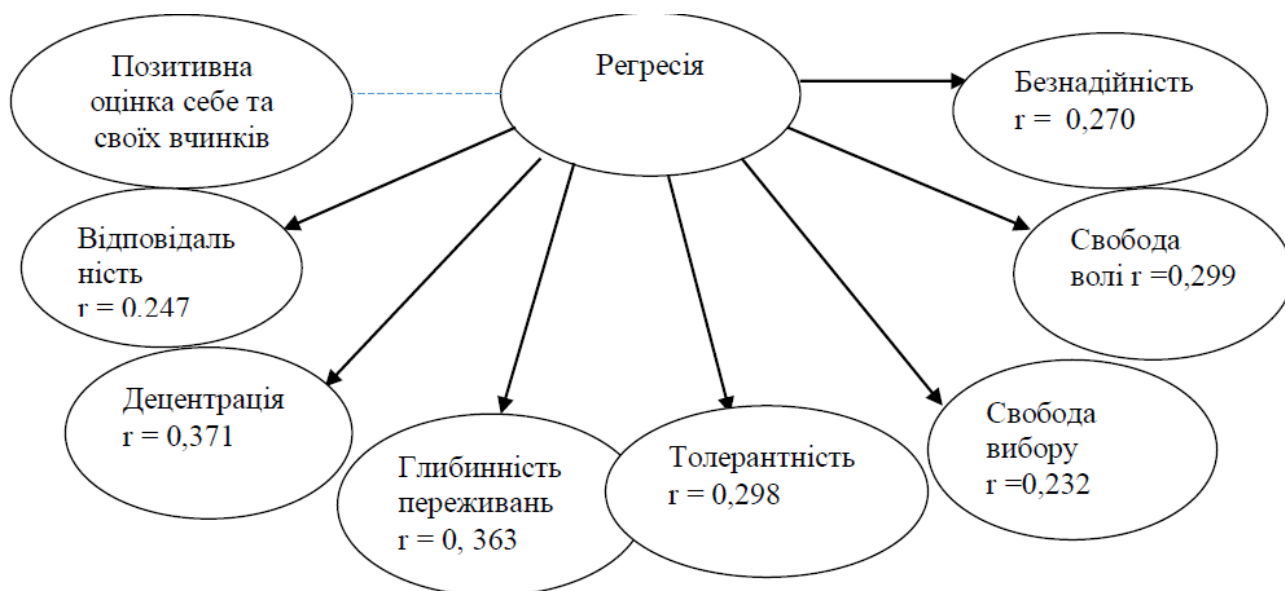 Позитивна
оцінка себе та
своїх вчинків
Регресія
Безнадійність
r =  0,270
Відповідаль
ність
r = 0.247
Свобода
волі r =0,299
Децентрація
r = 0,371
Глибинність
переживань
r = 0, 363
Толерантність
r = 0,298
Свобода
вибору
r =0,232